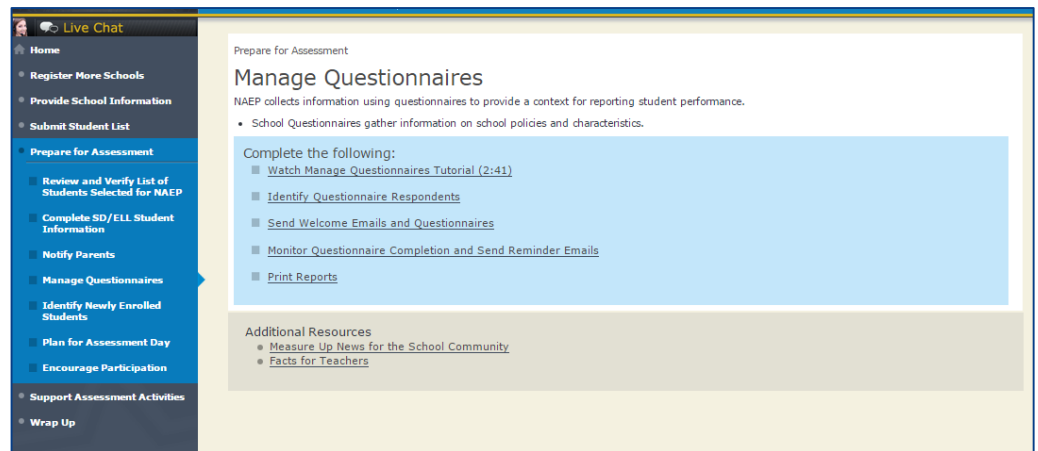 Live Chat
Home
Register More Schools
Provide School Information
Submit Student List
Prepare for Assessment
Review and Verify List of
Students Selected for NAEP
Complete SD/ELL Student
Information
Notify Parents
Manage Questionnaires
Identify Newly Enrolled
Students
Plan for Assessment Day
Encourage Participation
Support Assessment Activities
Wrap Up
Prepare for Assessment
Manage Questionnaires
NAEP collects information using questionnaires to provide a context for reporting student performance.
School Questionnaires gather information on school policies and characteristics.
Complete the following:
Watch Manage Questionnaires Tutorial (2:41)
Identify Questionnaire Respondents
Send Welcome Emails and Questionnaires
Monitor Questionnaire Completion and Send Reminder Emails
Print Reports
Additional Resources
Measure Up News for the School Community
Facts for Teachers